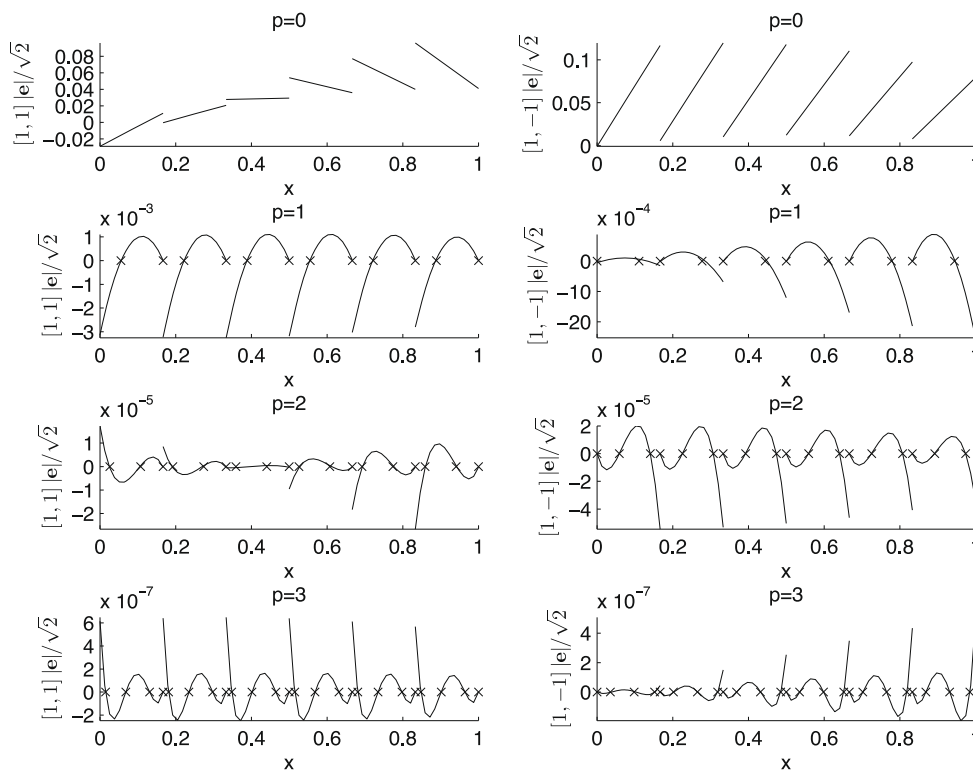 p=0
[1, 1] |e|/√2
0.08
0.06
0.04
0.02
0
−0.02
0 0.2 0.4 0.6 0.8 1
x
p=0
[1, −1] |e|/√2
0.1
0.05
0
0 0.2 0.4 0.6 0.8 1
x
x 10⁻³
p=1
[1, 1] |e|/√2
1
0
−1
−2
−3
0 0.2 0.4 0.6 0.8 1
x
x 10⁻⁴
p=1
[1, −1] |e|/√2
0
−10
−20
0 0.2 0.4 0.6 0.8 1
x
x 10⁻⁵
p=2
[1, 1] |e|/√2
1
0
−1
−2
0 0.2 0.4 0.6 0.8 1
x
x 10⁻⁵
p=2
[1, −1] |e|/√2
2
0
−2
−4
0 0.2 0.4 0.6 0.8 1
x
x 10⁻⁷
p=3
[1, 1] |e|/√2
6
4
2
0
−2
0 0.2 0.4 0.6 0.8 1
x
x 10⁻⁷
p=3
[1, −1] |e|/√2
4
2
0
−2
0 0.2 0.4 0.6 0.8 1
x